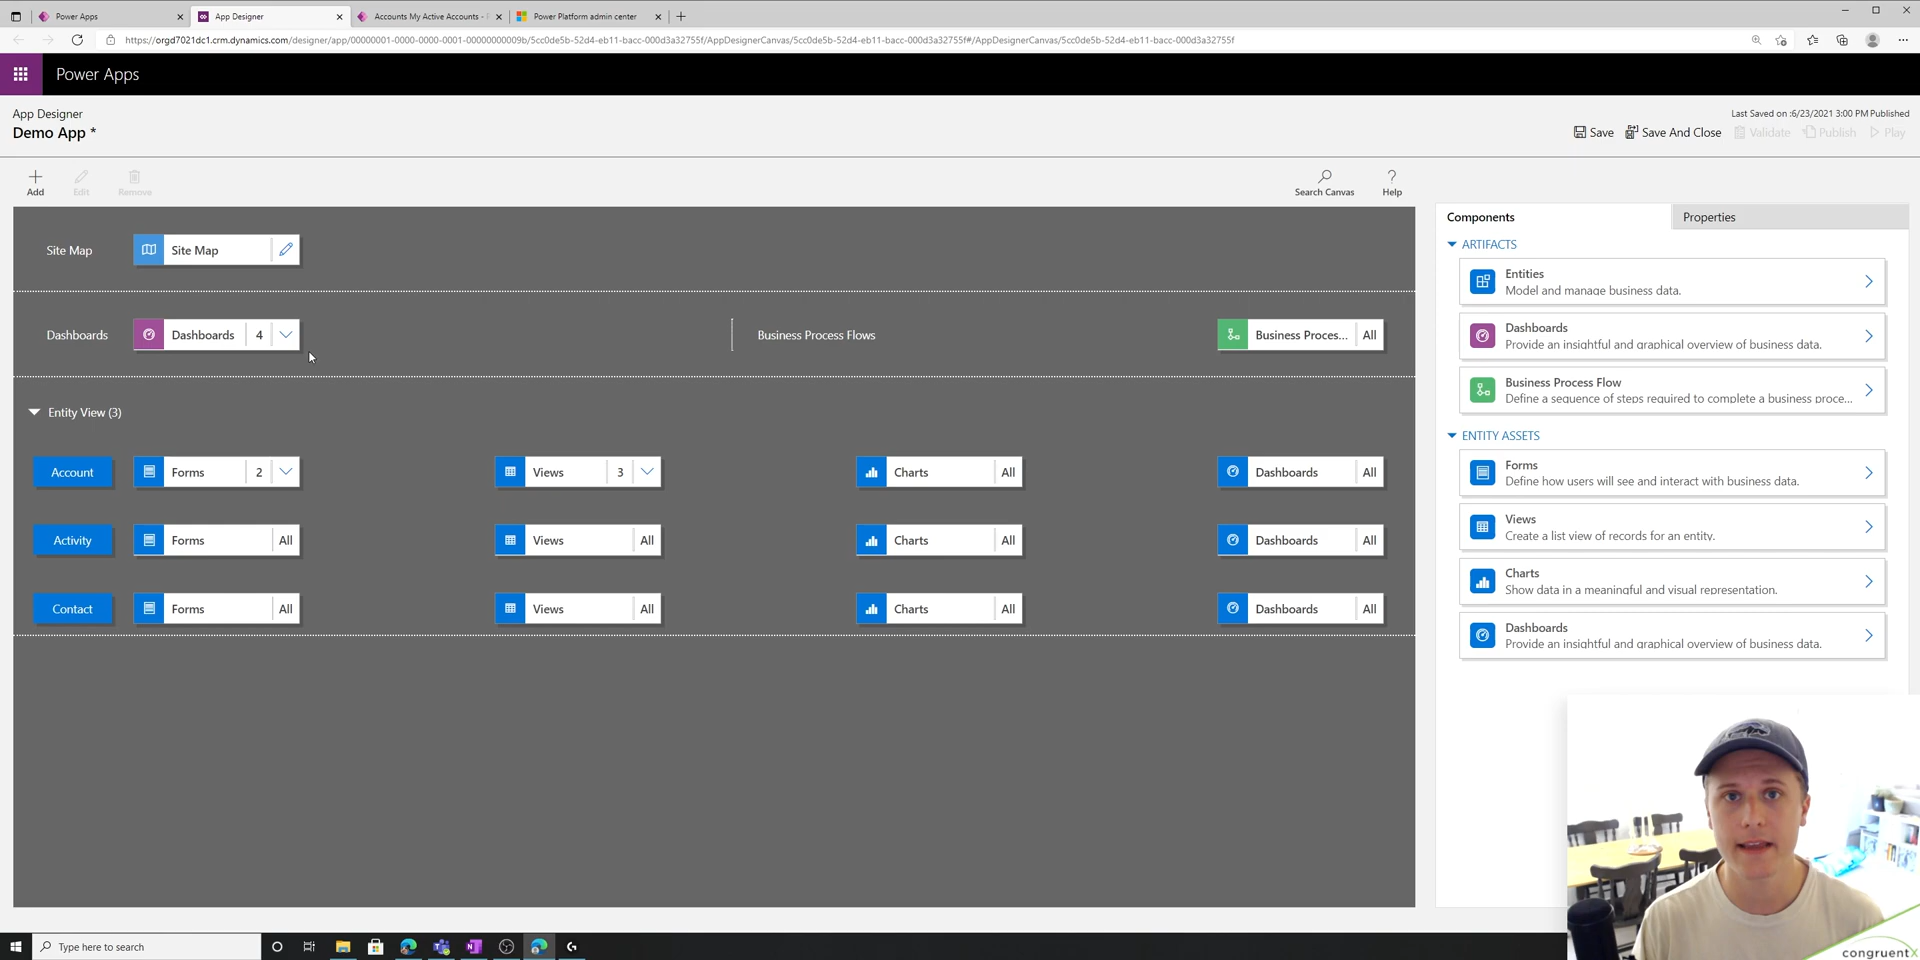 Power Apps
App Designer
Accounts My Active Accounts -
Power Platform admin center
https://orgd7021dc1.crm.dynamics.com/designer/app/00000001-0000-0000-0001-00000000009b/5cc0de5b-52d4-eb11-bacc-000d3a32755f/AppDesignerCanvas/5cc0de5b-52d4-eb11-bacc-000d3a32755f#/AppDesignerCanvas/5cc0de5b-52d4-eb11-bacc-000d3a32755f
Power Apps
App Designer
Demo App *
Last Saved on :6/23/2021 3:00 PM Published
Save
Save And Close
Validate
Publish
Play
Add
Edit
Remove
Search Canvas
Help
Site Map
Site Map
Dashboards
Dashboards 4
Business Process Flows
Business Proces... All
Entity View (3)
Account
Forms 2
Views 3
Charts All
Dashboards All
Activity
Forms All
Views All
Charts All
Dashboards All
Contact
Forms All
Views All
Charts All
Dashboards All
Components
Properties
ARTIFACTS
Entities
Model and manage business data.
Dashboards
Provide an insightful and graphical overview of business data.
Business Process Flow
Define a sequence of steps required to complete a business proce...
ENTITY ASSETS
Forms
Define how users will see and interact with business data.
Views
Create a list view of records for an entity.
Charts
Show data in a meaningful and visual representation.
Dashboards
Provide an insightful and graphical overview of business data.
Type here to search
congruentX